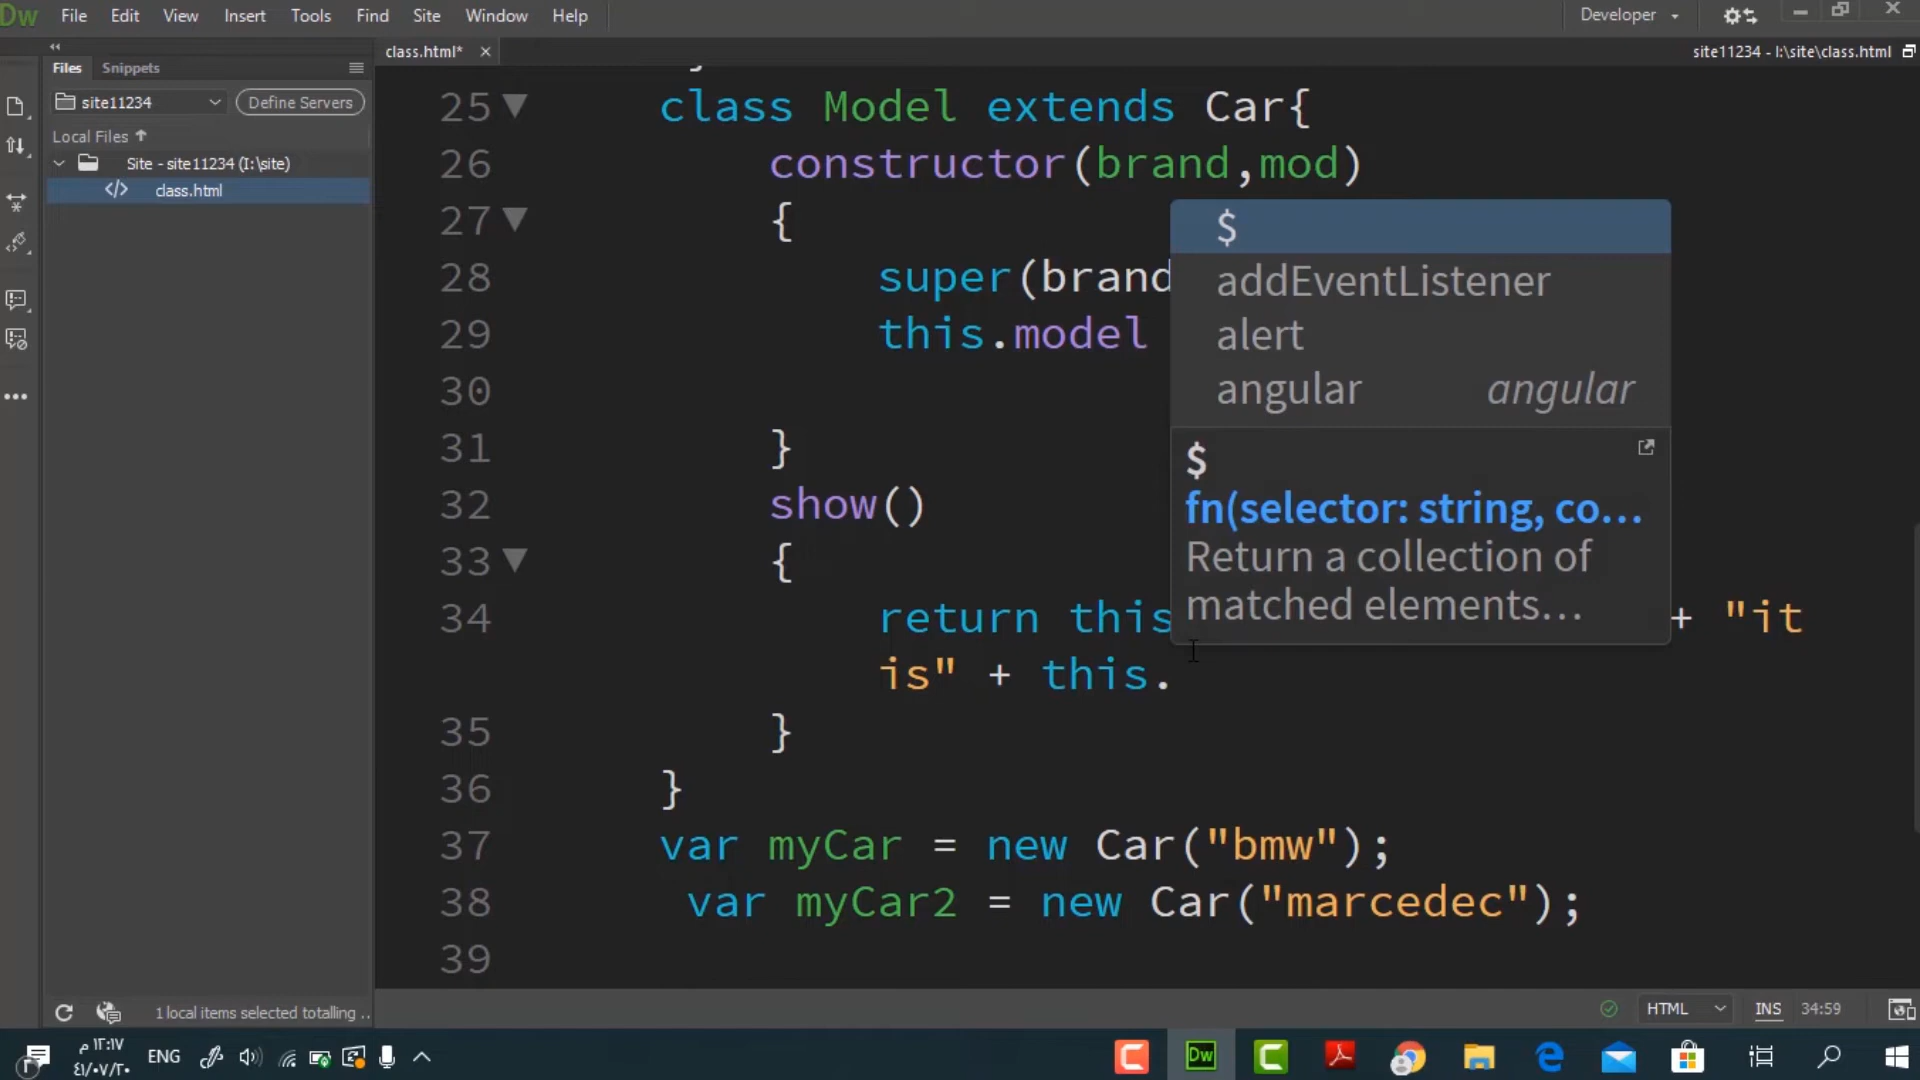 Dw File Edit View Insert Tools Find Site Window Help Developer
class.html* site11234 - I:\site\class.html
Files Snippets
site11234 Define Servers
Local Files
Site - site11234 (I:\site)
class.html
25 class Model extends Car{
26 constructor(brand,mod)
27 {
28 super(brand
29 this.model
30
31 }
32 show()
33 {
34 return this + "it
is" + this.
35 }
36 }
37 var myCar = new Car("bmw");
38 var myCar2 = new Car("marcedec");
39
$
addEventListener
alert
angular angular
$
fn(selector: string, co...
Return a collection of
matched elements...
1 local items selected totalling ..
HTML INS 34:59
ENG
م ١٢:١٧
Dw